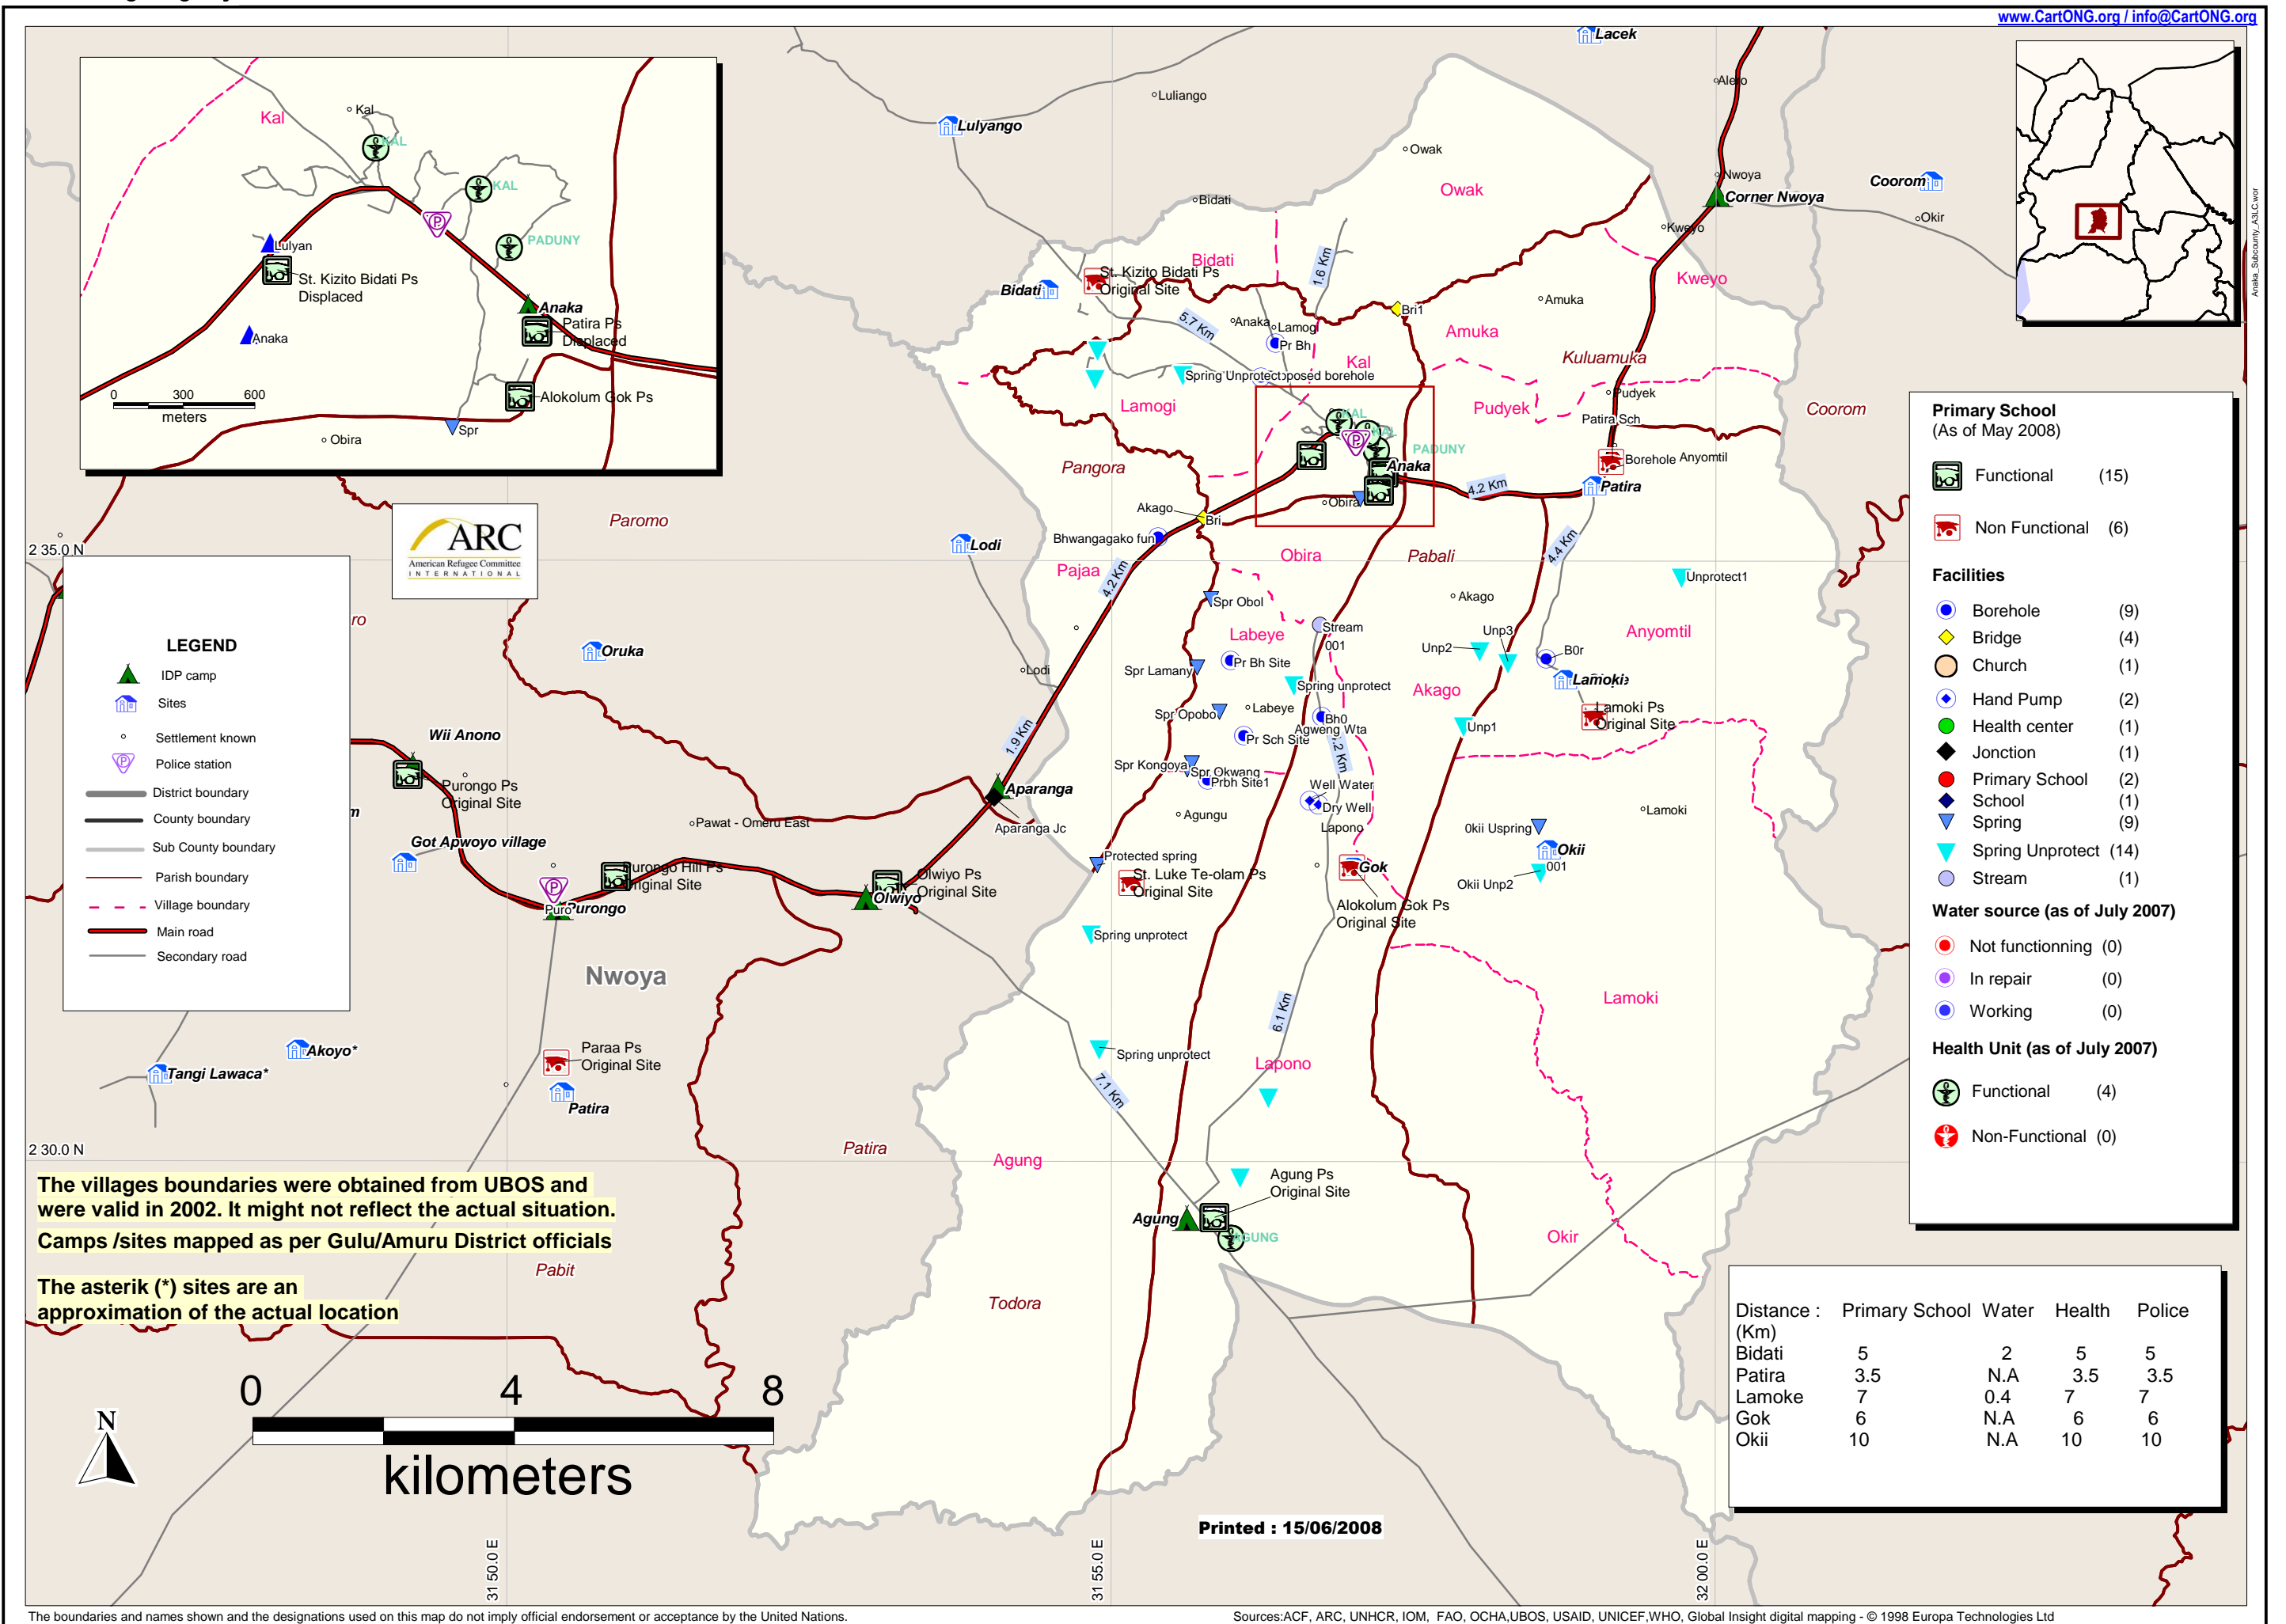 www.CartONG.org / info@CartONG.org
Anaka_Subcounty_A3LC.wor
Kal
Kal
KAL
KAL
PADUNY
Lulyan
St. Kizito Bidati Ps
Displaced
Anaka
Anaka
Patira Ps
Displaced
Alokolum Gok Ps
Spr
Obira
0 300 600
meters
ARC
American Refugee Committee
INTERNATIONAL
Lacek
Luliango
Lulyango
Alero
Owak
Owak
Nwoya
Corner Nwoya
Coorom
Okir
Kweyo
Kweyo
Bidati
Bidati
St. Kizito Bidati Ps
Original Site
Bidati
1.6 Km
Bri1
Amuka
Amuka
5.7 Km
Anaka
Lamog
Pr Bh
Kal
Kuluamuka
Spring Unprotect
posed borehole
Lamogi
Pudyek
Pudyek
Patira Sch
Coorom
KAL
KAL
PADUNY
Pangora
Anaka
Borehole
Anyomtil
Patira
4.2 Km
Obira
Akago
Bri
Bhwangagako fun
Paromo
Lodi
Pajaa
4.2 Km
Obira
Pabali
4.4 Km
Unprotect1
Spr Obol
Akago
Labeye
Stream
001
Unp3
Unp2
Anyomtil
Oruka
Lodi
Spr Lamany
Pr Bh Site
B0r
Spring unprotect
Akago
Lamoki Ps
Original Site
Spr Opobo
Labeye
Bh0
Agweng Wta
Pr Sch Site
Unp1
1.9 Km
Wii Anono
Spr Kongoya
Spr Okwang
Prbh Site1
Purongo Ps
Original Site
Well Water
Dry Well
Aparanga
Aparanga Jc
Pawat - Omeru East
Agungu
Lapono
Lamoki
Okii Uspring
Okii
001
Okii Unp2
Got Apwoyo village
Protected spring
St. Luke Te-olam Ps
Original Site
Gok
Alokolum Gok Ps
Original Site
Olwiyo Ps
Original Site
Olwiyo
Puro
Purongo
Spring unprotect
Nwoya
Lamoki
6.1 Km
Spring unprotect
Lapono
7.1 Km
Paraa Ps
Original Site
Patira
Akoyo*
Tangi Lawaca*
Patira
Agung
Agung Ps
Original Site
Agung
AGUNG
Okir
Pabit
Todora
2 35.0 N
2 30.0 N
31 50.0 E
31 55.0 E
32 00.0 E
LEGEND
IDP camp
Sites
Settlement known
Police station
District boundary
County boundary
Sub County boundary
Parish boundary
Village boundary
Main road
Secondary road
Primary School
(As of May 2008)
Functional (15)
Non Functional (6)
Facilities
Borehole (9)
Bridge (4)
Church (1)
Hand Pump (2)
Health center (1)
Jonction (1)
Primary School (2)
School (1)
Spring (9)
Spring Unprotect (14)
Stream (1)
Water source (as of July 2007)
Not functionning (0)
In repair (0)
Working (0)
Health Unit (as of July 2007)
Functional (4)
Non-Functional (0)
The villages boundaries were obtained from UBOS and
were valid in 2002. It might not reflect the actual situation.
Camps /sites mapped as per Gulu/Amuru District officials
The asterik (*) sites are an
approximation of the actual location
0 4 8
kilometers
N
Distance : Primary School Water Health Police
(Km)
Bidati 5 2 5 5
Patira 3.5 N.A 3.5 3.5
Lamoke 7 0.4 7 7
Gok 6 N.A 6 6
Okii 10 N.A 10 10
Printed : 15/06/2008
The boundaries and names shown and the designations used on this map do not imply official endorsement or acceptance by the United Nations.
Sources:ACF, ARC, UNHCR, IOM, FAO, OCHA,UBOS, USAID, UNICEF,WHO, Global Insight digital mapping - © 1998 Europa Technologies Ltd